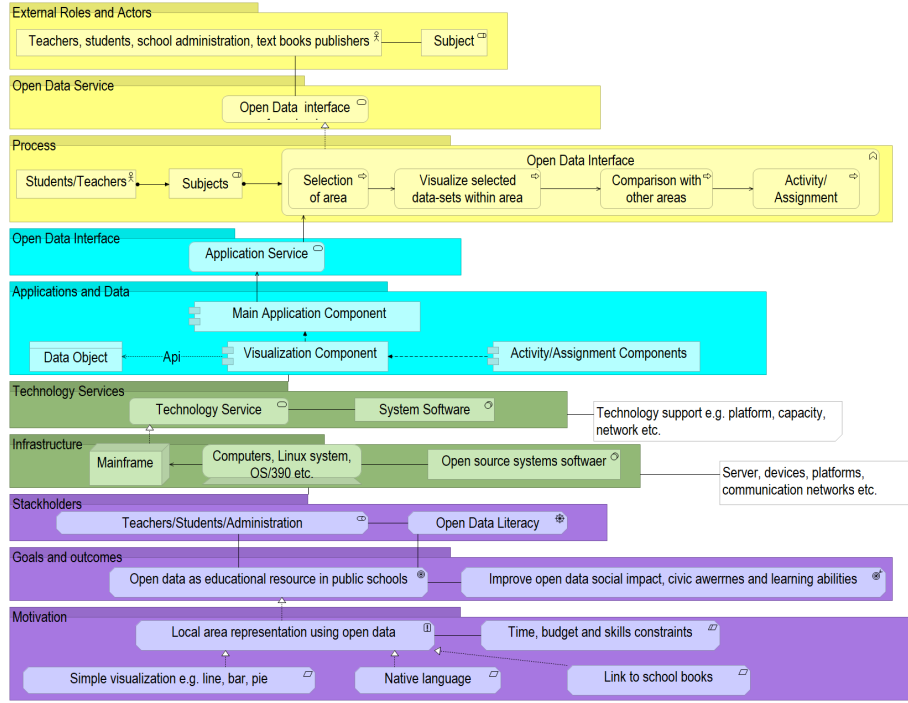 External Roles and Actors
Teachers, students, school administration, text books publishers
Subject
Open Data Service
Open Data interface
Process
Open Data Interface
Students/Teachers
Subjects
Selection
of area
Visualize selected
data-sets within area
Comparison with
other areas
Activity/
Assignment
Open Data Interface
Application Service
Applications and Data
Main Application Component
Data Object
Api
Visualization Component
Activity/Assignment Components
Technology Services
Technology Service
System Software
Technology support e.g. platform, capacity,
network etc.
Infrastructure
Mainframe
Computers, Linux system,
OS/390 etc.
Open source systems softwaer
Server, devices, platforms,
communication networks etc.
Stackholders
Teachers/Students/Administration
Open Data Literacy
Goals and outcomes
Open data as educational resource in public schools
Improve open data social impact, civic awernes and learning abilities
Motivation
Local area representation using open data
Time, budget and skills constraints
Simple visualization e.g. line, bar, pie
Native language
Link to school books